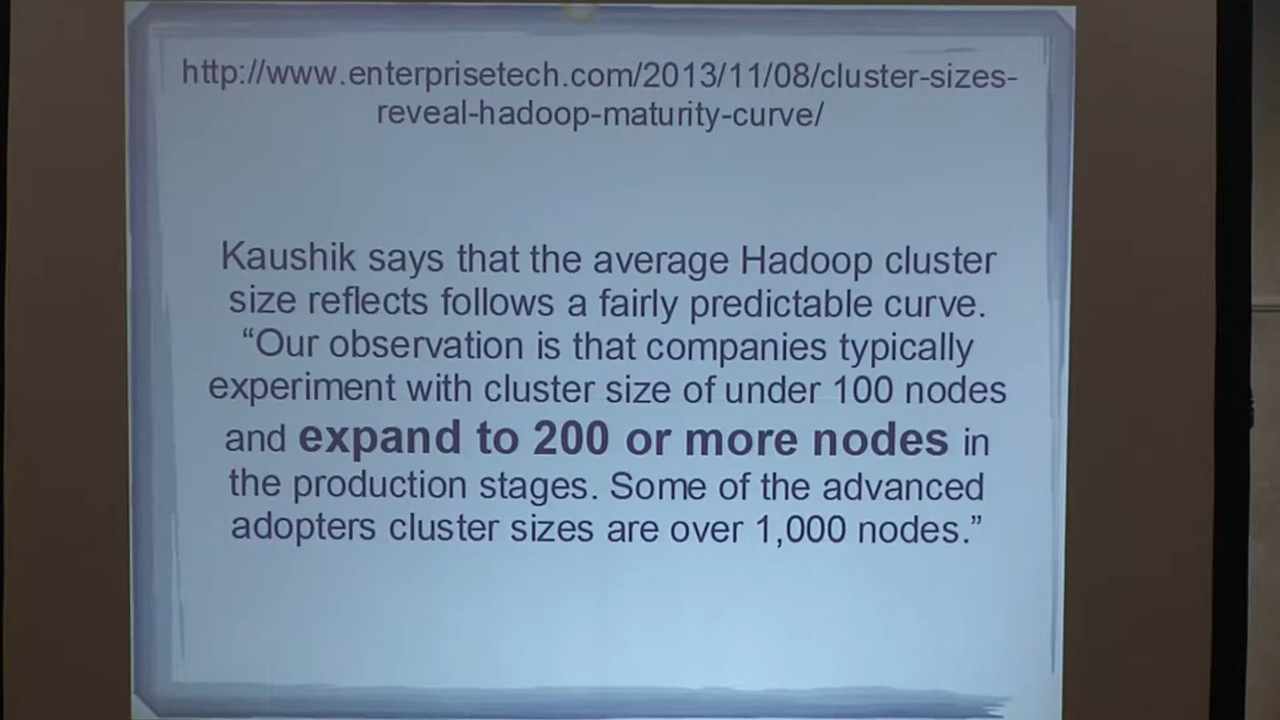 http://www.enterprisetech.com/2013/11/08/cluster-sizes-
reveal-hadoop-maturity-curve/
Kaushik says that the average Hadoop cluster
size reflects follows a fairly predictable curve.
“Our observation is that companies typically
experiment with cluster size of under 100 nodes
and expand to 200 or more nodes in
the production stages. Some of the advanced
adopters cluster sizes are over 1,000 nodes.”